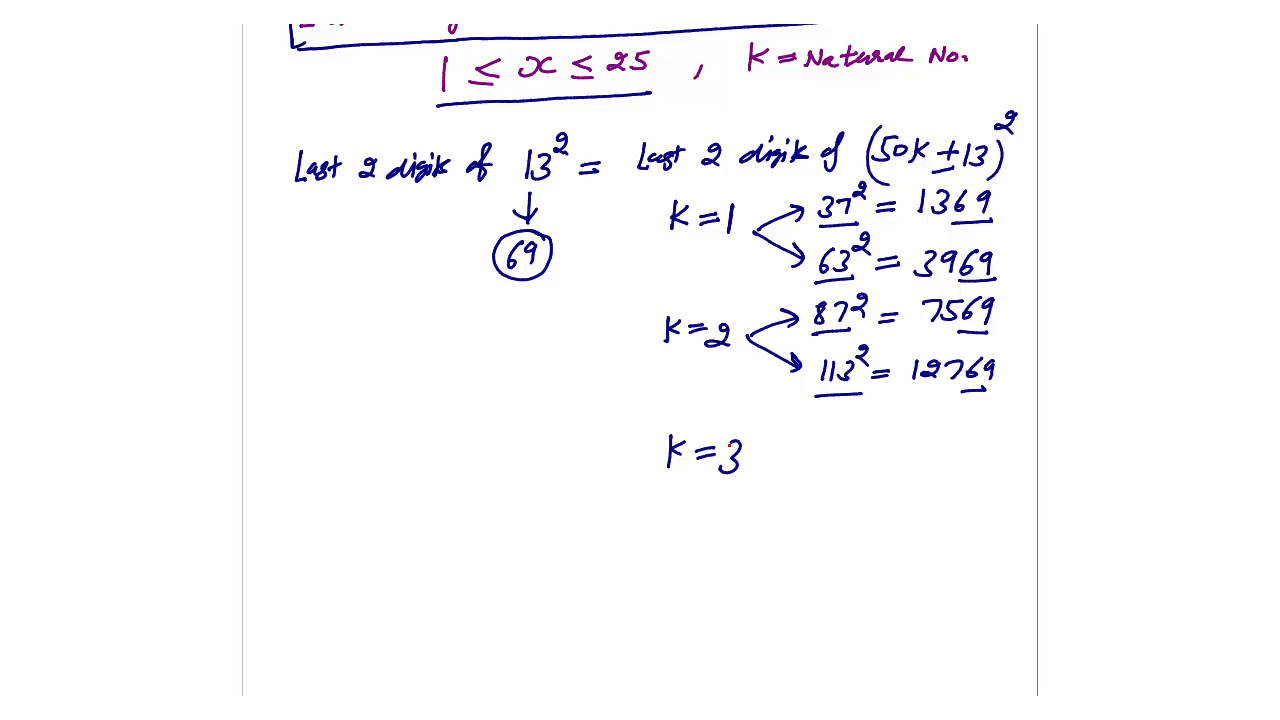 1 ≤ x ≤ 25 , K = Natural No.
Last 2 digits of 13² = Last 2 digits of (50K ± 13)²
69
K = 1
37² = 1369
63² = 3969
K = 2
87² = 7569
113² = 12769
K = 3